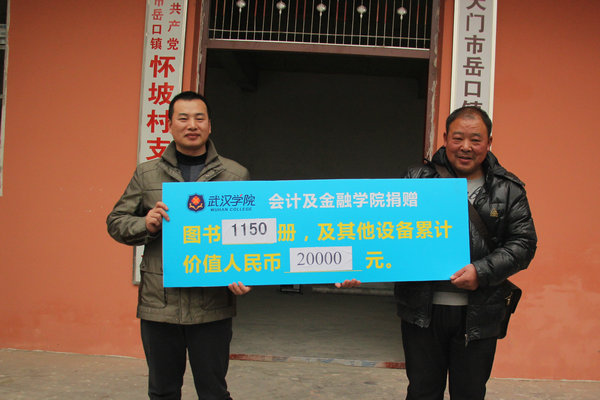 共产党
市岳口镇
怀坡村支
天门市岳口镇
武汉学院 会计及金融学院捐赠
WUHAN COLLEGE
图书 1150 册，及其他设备累计
价值人民币 20000 元。